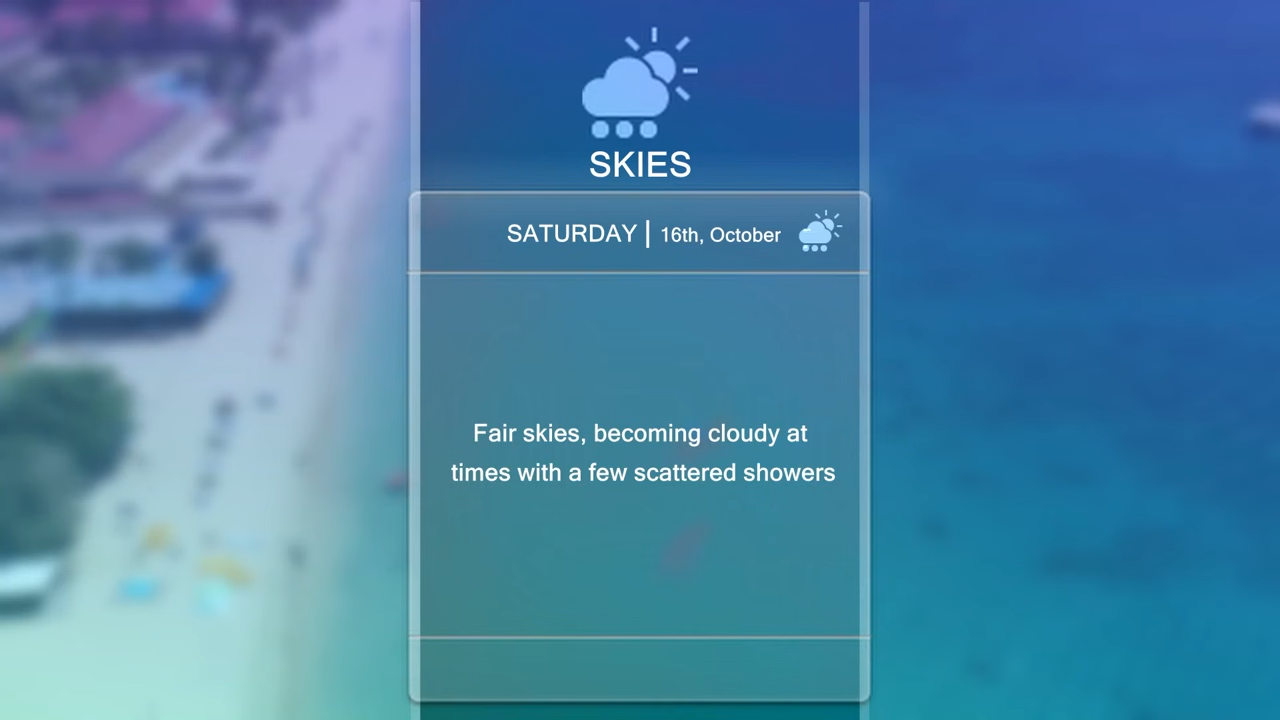 SKIES
SATURDAY | 16th, October
Fair skies, becoming cloudy at
times with a few scattered showers